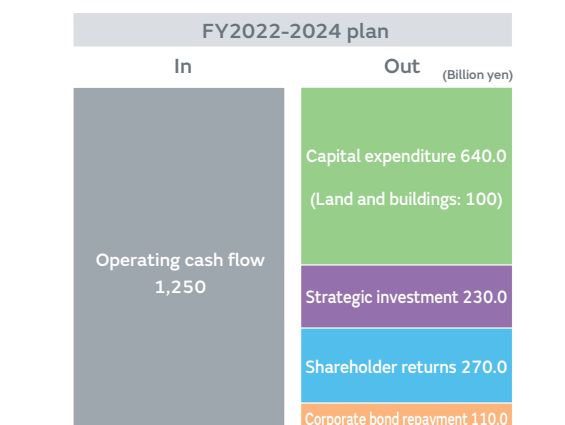 FY2022-2024 plan
In
Out
(Billion yen)
Operating cash flow
1,250
Capital expenditure 640.0
(Land and buildings: 100)
Strategic investment 230.0
Shareholder returns 270.0
Corporate bond repayment 110.0